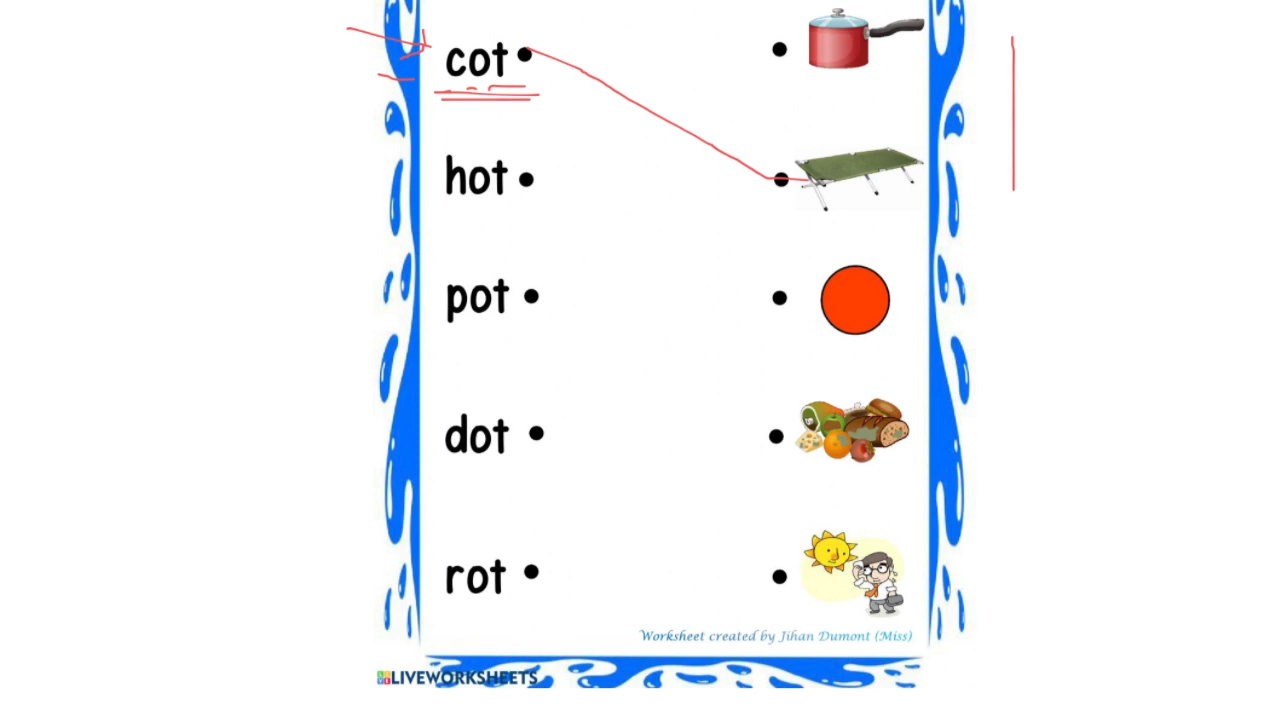 cot
hot
pot
dot
rot
Worksheet created by Jihan Dumont (Miss)
LIVEWORKSHEETS